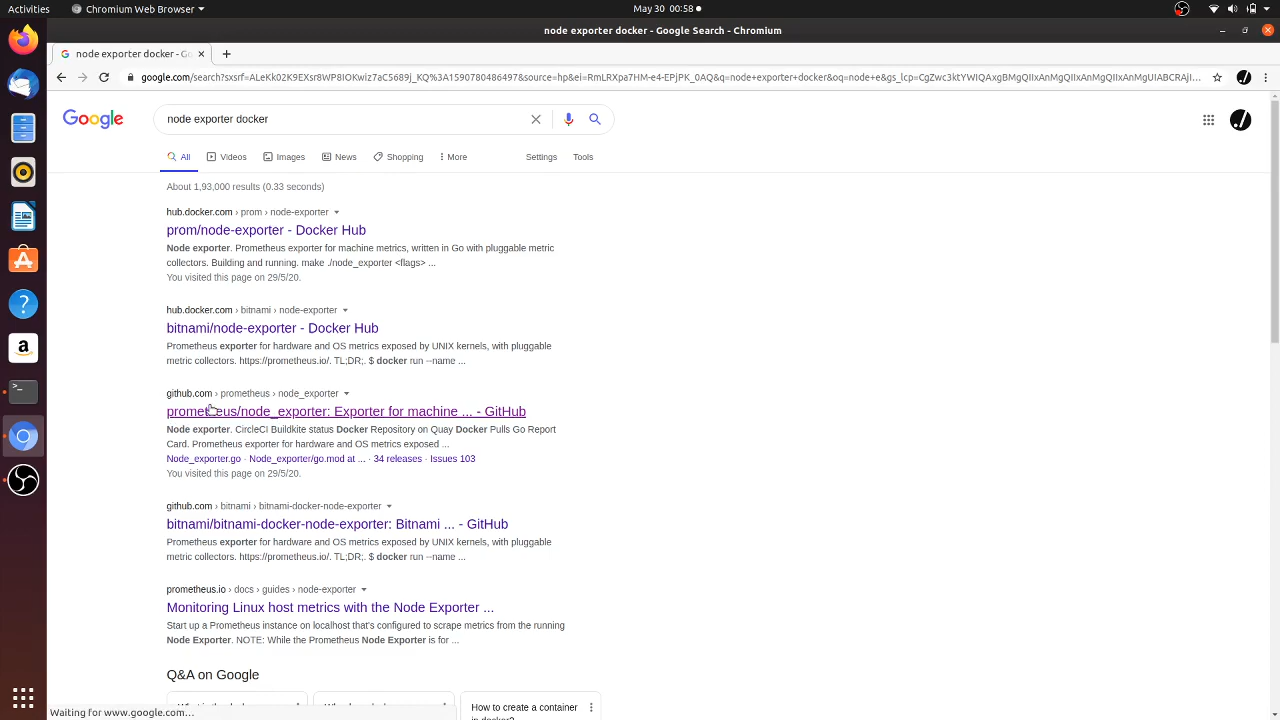 Activities
Chromium Web Browser
May 30 00:58
node exporter docker - Google Search - Chromium
node exporter docker - Go
google.com/search?sxsrf=ALeKk02K9EXsr8WP8IOKwiz7aC5689j_KQ%3A1590780486497&source=hp&ei=RmLRXpa7HM-e4-EPjPK_0AQ&q=node+exporter+docker&oq=node+e&gs_lcp=CgZwc3ktYWIQAxgBMgQIIxAnMgQIIxAnMgQIIxAnMgUIABCRAjI...
Google
node exporter docker
All
Videos
Images
News
Shopping
More
Settings
Tools
About 1,93,000 results (0.33 seconds)
hub.docker.com › prom › node-exporter
prom/node-exporter - Docker Hub
Node exporter. Prometheus exporter for machine metrics, written in Go with pluggable metric
collectors. Building and running. make ./node_exporter <flags> ...
You visited this page on 29/5/20.
hub.docker.com › bitnami › node-exporter
bitnami/node-exporter - Docker Hub
Prometheus exporter for hardware and OS metrics exposed by UNIX kernels, with pluggable
metric collectors. https://prometheus.io/. TL;DR;. $ docker run --name ...
github.com › prometheus › node_exporter
prometheus/node_exporter: Exporter for machine ... - GitHub
Node exporter. CircleCI Buildkite status Docker Repository on Quay Docker Pulls Go Report
Card. Prometheus exporter for hardware and OS metrics exposed ...
Node_exporter.go · Node_exporter/go.mod at ... · 34 releases · Issues 103
You visited this page on 29/5/20.
github.com › bitnami › bitnami-docker-node-exporter
bitnami/bitnami-docker-node-exporter: Bitnami ... - GitHub
Prometheus exporter for hardware and OS metrics exposed by UNIX kernels, with pluggable
metric collectors. https://prometheus.io/. TL;DR;. $ docker run --name ...
prometheus.io › docs › guides › node-exporter
Monitoring Linux host metrics with the Node Exporter ...
Start up a Prometheus instance on localhost that's configured to scrape metrics from the running
Node Exporter. NOTE: While the Prometheus Node Exporter is for ...
Q&A on Google
How to create a container
in docker?
Waiting for www.google.com...